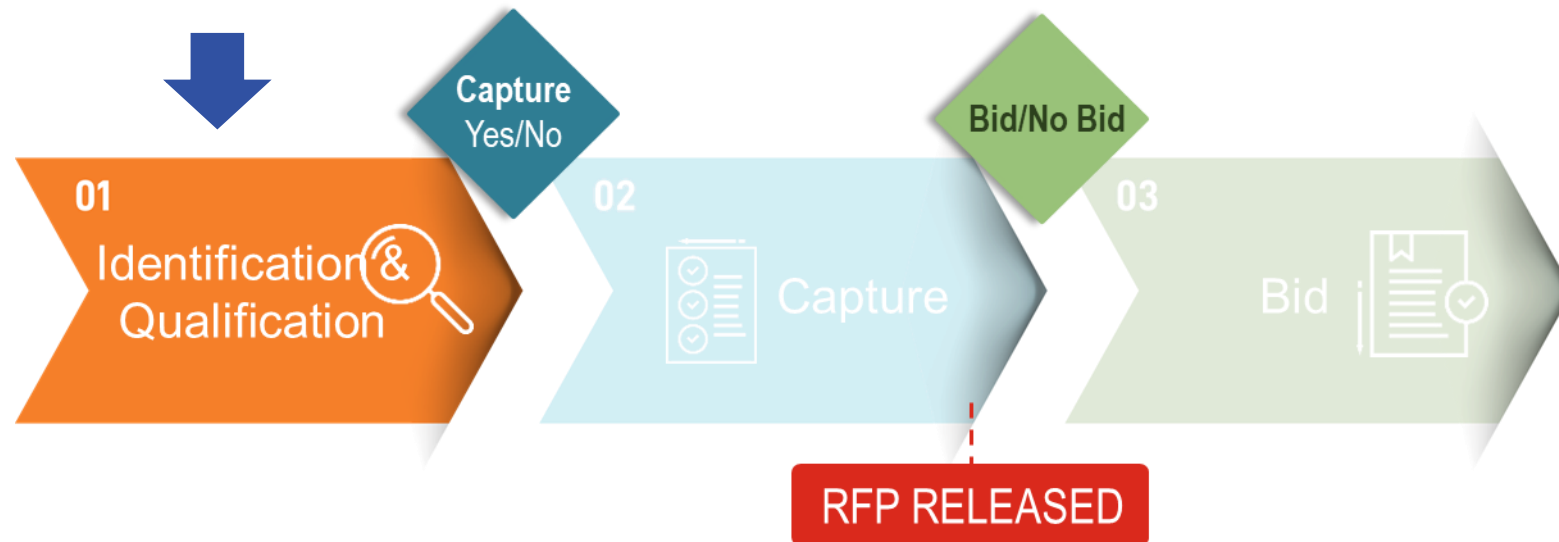 Capture
Yes/No
Bid/No Bid
01
Identification &
Qualification
02
Capture
03
Bid
RFP RELEASED